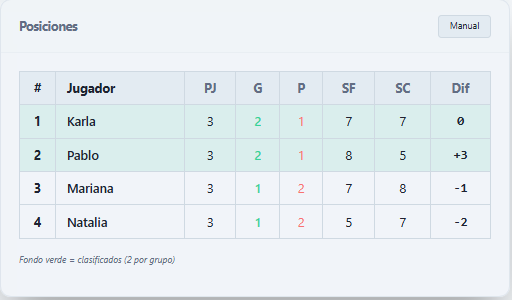 Posiciones
Manual
# Jugador PJ G P SF SC Dif
1 Karla 3 2 1 7 7 0
2 Pablo 3 2 1 8 5 +3
3 Mariana 3 1 2 7 8 -1
4 Natalia 3 1 2 5 7 -2
Fondo verde = clasificados (2 por grupo)